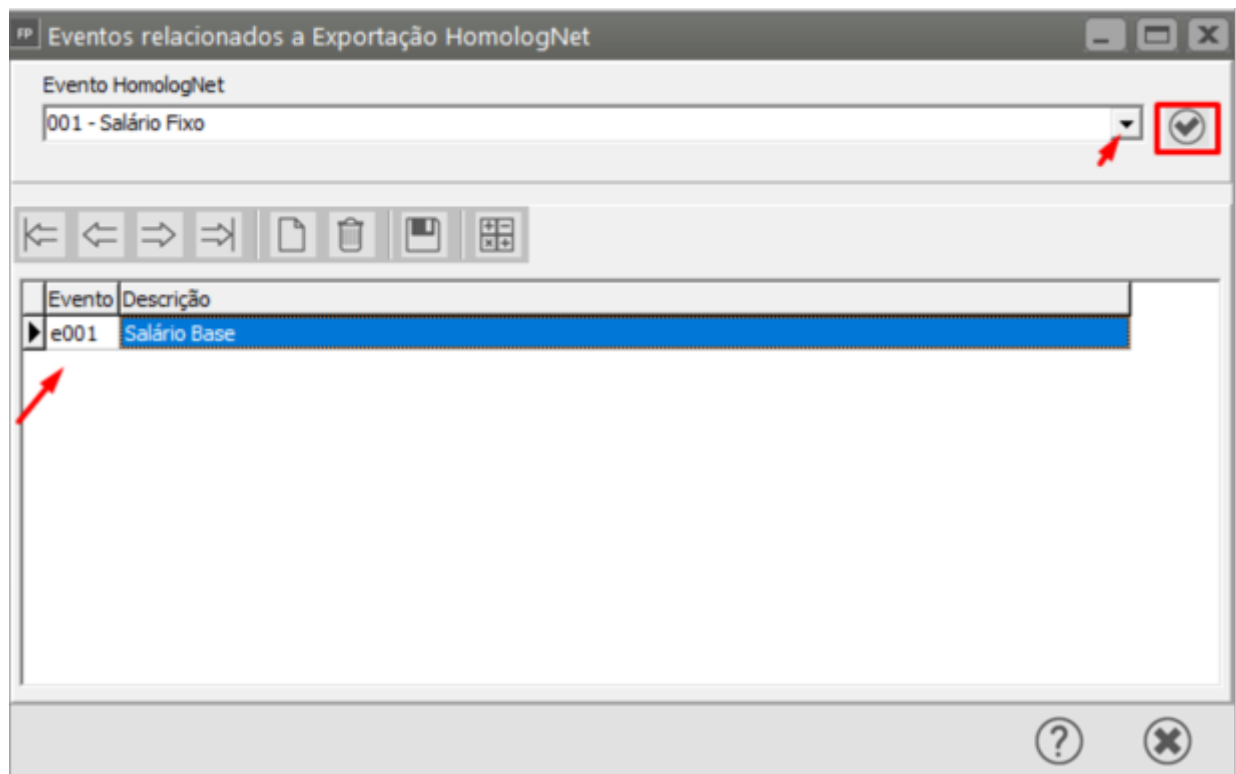 FP Eventos relacionados a Exportação HomologNet
Evento HomologNet
001 - Salário Fixo
Evento Descrição
e001 Salário Base